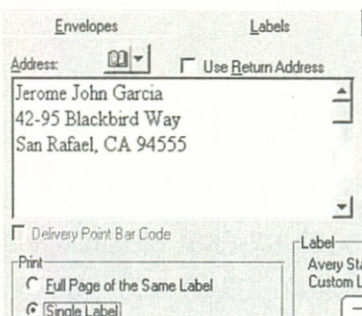 Envelopes Labels
Address: Use Return Address
Jerome John Garcia
42-95 Blackbird Way
San Rafael, CA 94555
Delivery Point Bar Code
Label
Print
Avery Sta
Full Page of the Same Label
Custom L
Single Label